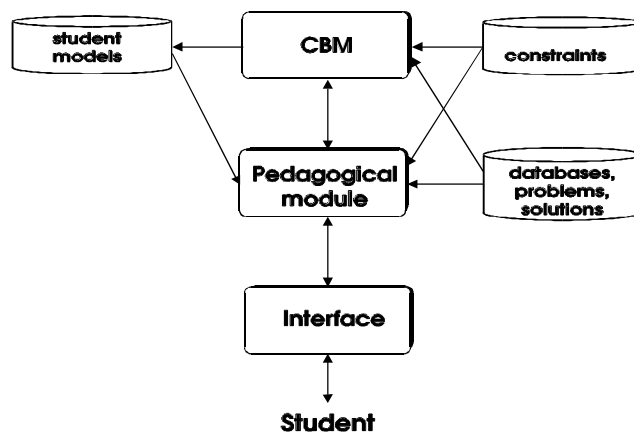 student
models
CBM
constraints
Pedagogical
module
databases,
problems,
solutions
Interface
Student